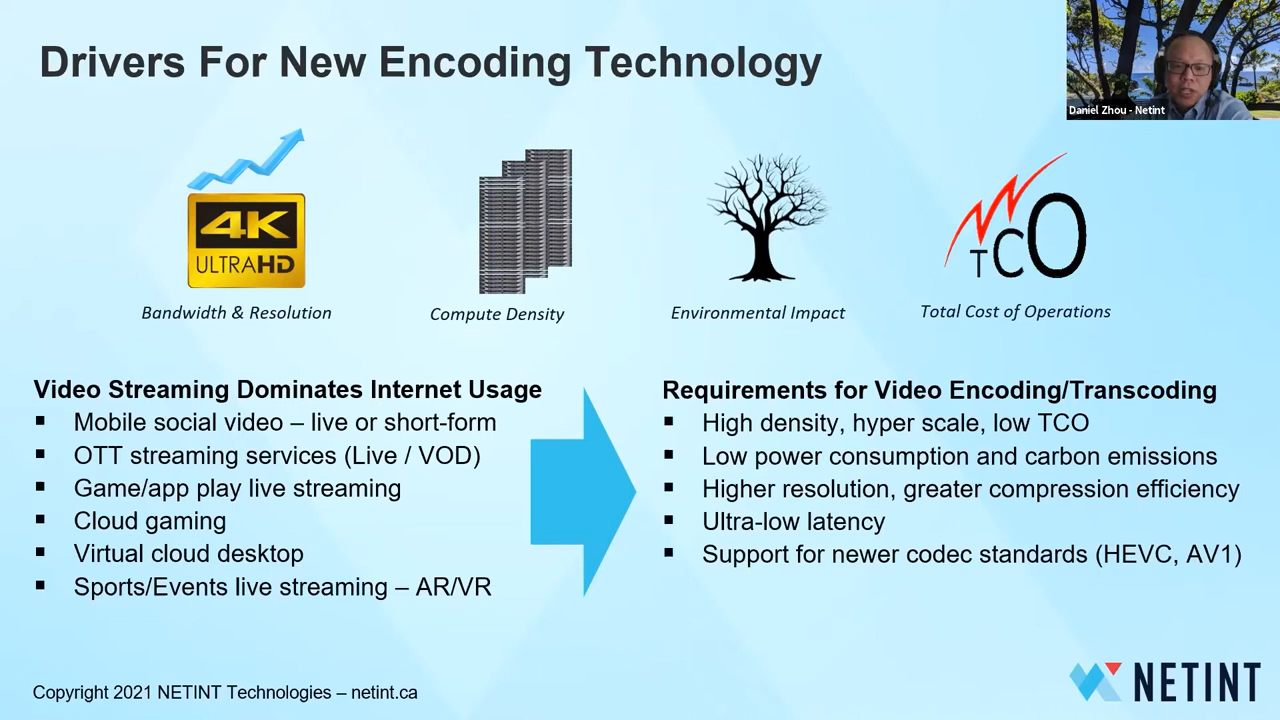 Drivers For New Encoding Technology
Daniel Zhou - Netint
4K
ULTRAHD
TCO
Bandwidth & Resolution
Compute Density
Environmental Impact
Total Cost of Operations
Video Streaming Dominates Internet Usage
▪ Mobile social video – live or short-form
▪ OTT streaming services (Live / VOD)
▪ Game/app play live streaming
▪ Cloud gaming
▪ Virtual cloud desktop
▪ Sports/Events live streaming – AR/VR
Requirements for Video Encoding/Transcoding
▪ High density, hyper scale, low TCO
▪ Low power consumption and carbon emissions
▪ Higher resolution, greater compression efficiency
▪ Ultra-low latency
▪ Support for newer codec standards (HEVC, AV1)
Copyright 2021 NETINT Technologies – netint.ca
NETINT